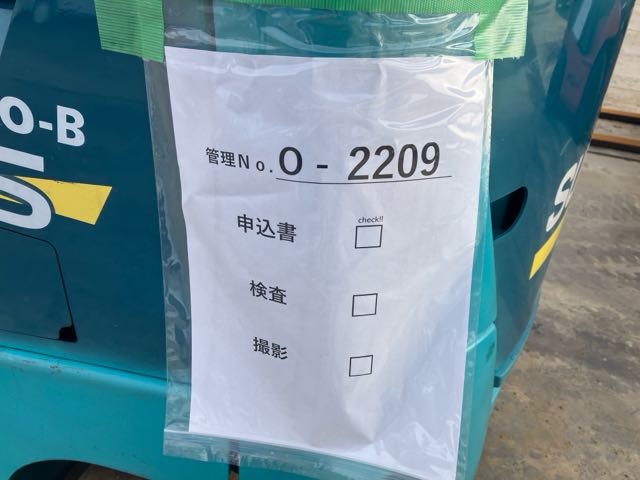 管理No.O - 2209
check!!
申込書
検査
撮影
O-B